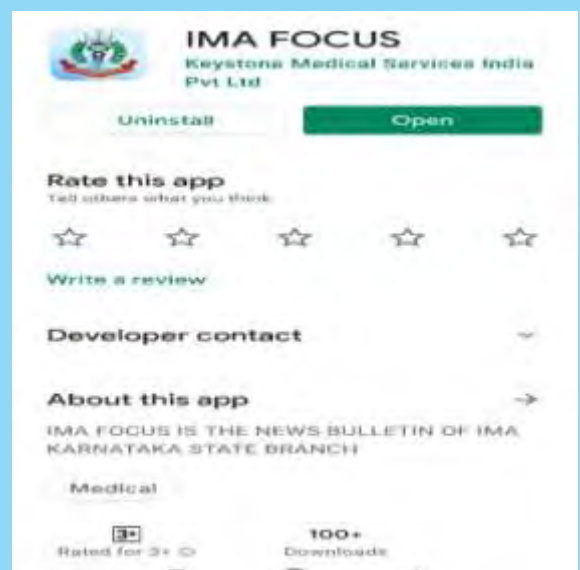 IMA FOCUS
Keystone Medical Services India
Pvt Ltd
Uninstall
Open
Rate this app
Tell others what you think.
Write a review
Developer contact
About this app
IMA FOCUS IS THE NEWS BULLETIN OF IMA
KARNATAKA STATE BRANCH
Medical
3+
Rated for 3+
100+
Downloads